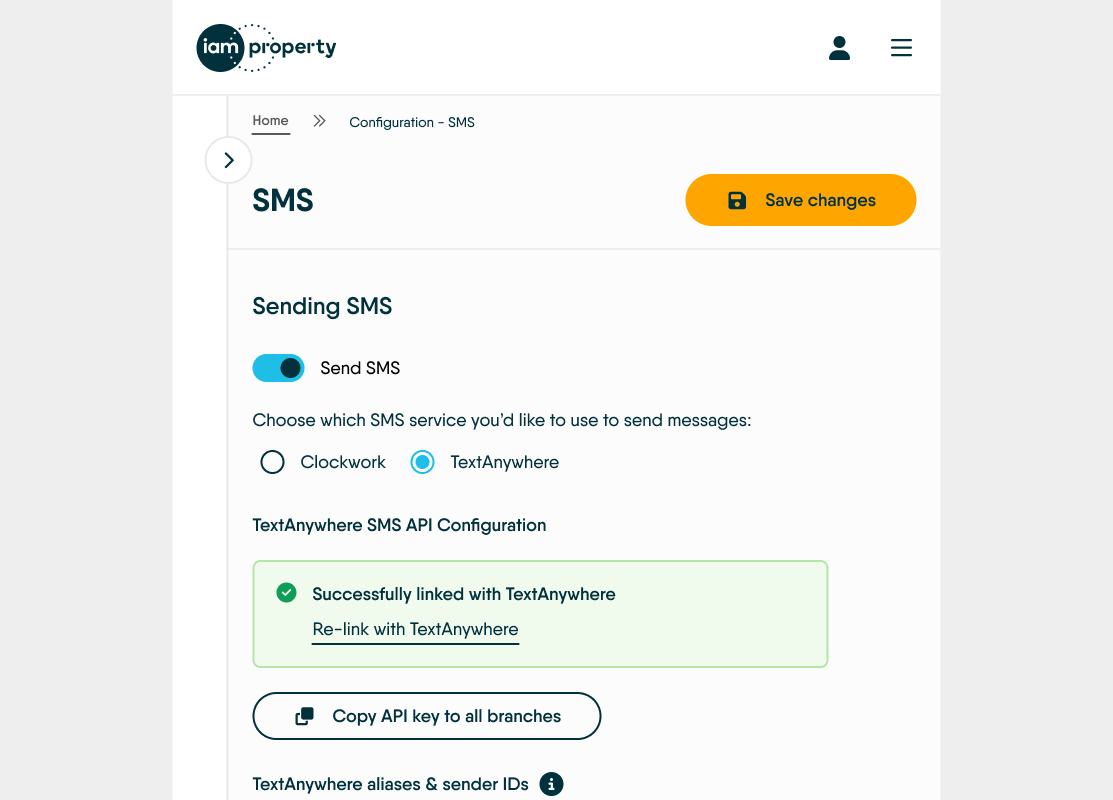 iam property
Home
Configuration - SMS
SMS
Save changes
Sending SMS
Send SMS
Choose which SMS service you’d like to use to send messages:
Clockwork
TextAnywhere
TextAnywhere SMS API Configuration
Successfully linked with TextAnywhere
Re-link with TextAnywhere
Copy API key to all branches
TextAnywhere aliases & sender IDs